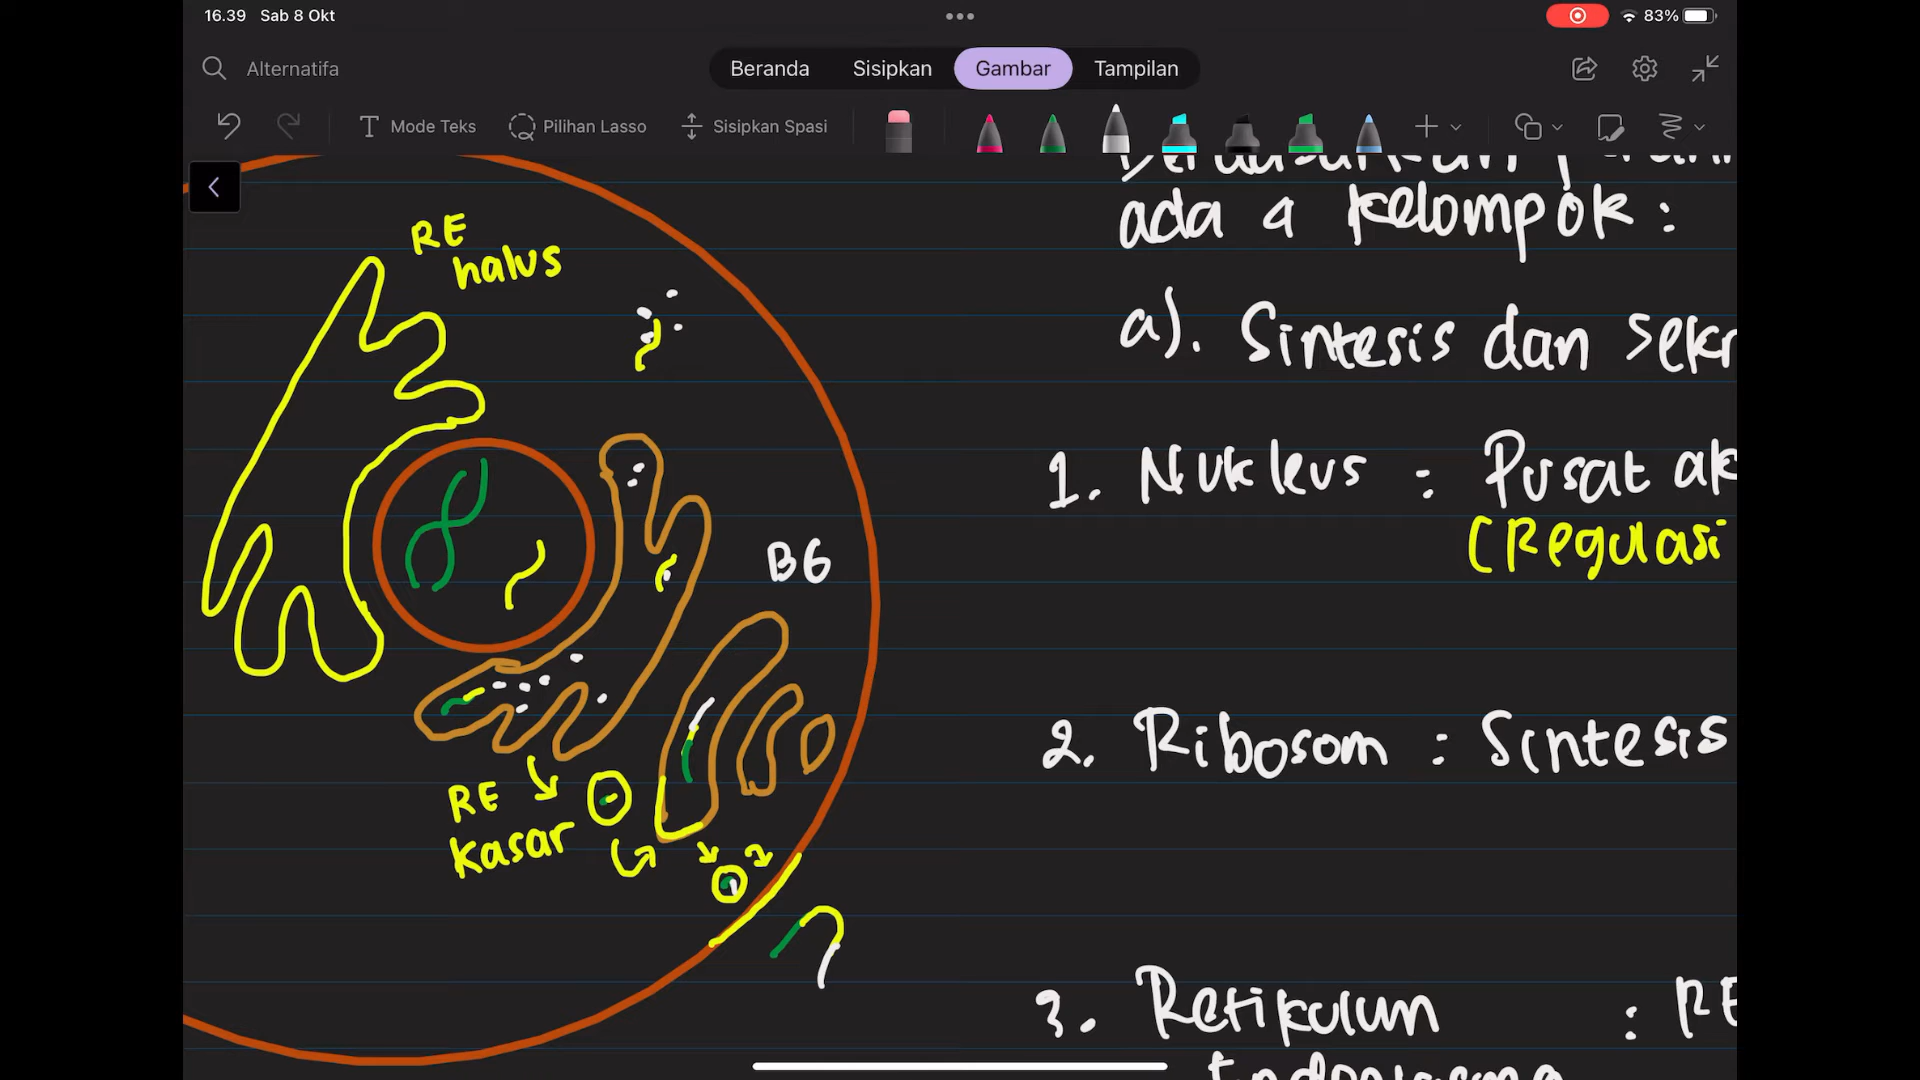 16.39 Sab 8 Okt
83%
Alternatifa
Beranda Sisipkan Gambar Tampilan
Mode Teks Pilihan Lasso Sisipkan Spasi
ada 4 kelompok :
RE
halus
a). Sintesis dan sekr
1. Nukleus : Pusat ak
(Regulasi
BG
2. Ribosom : Sintesis
RE
kasar
3. Retikulum : RE
Endoplasma